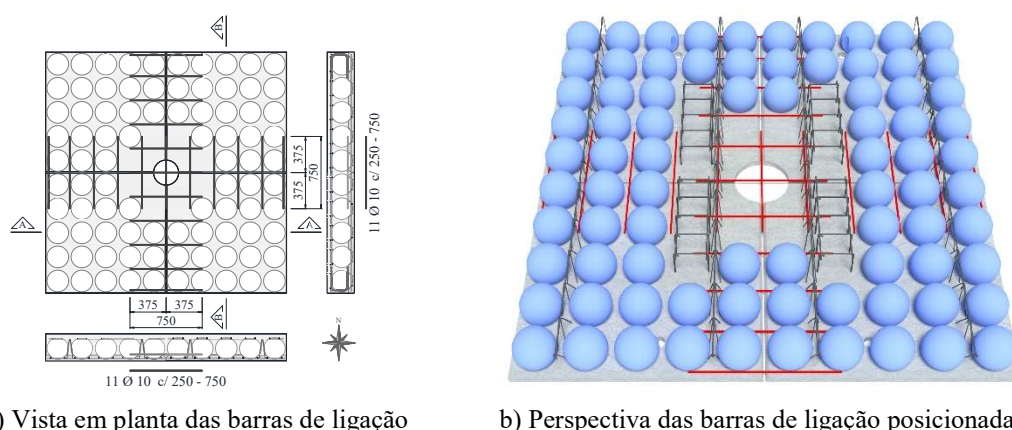 B
375
375
750
11 Ø 10 c/ 250 - 750
A
A
375 375
750
B
N
11 Ø 10 c/ 250 - 750
) Vista em planta das barras de ligação
b) Perspectiva das barras de ligação posicionada